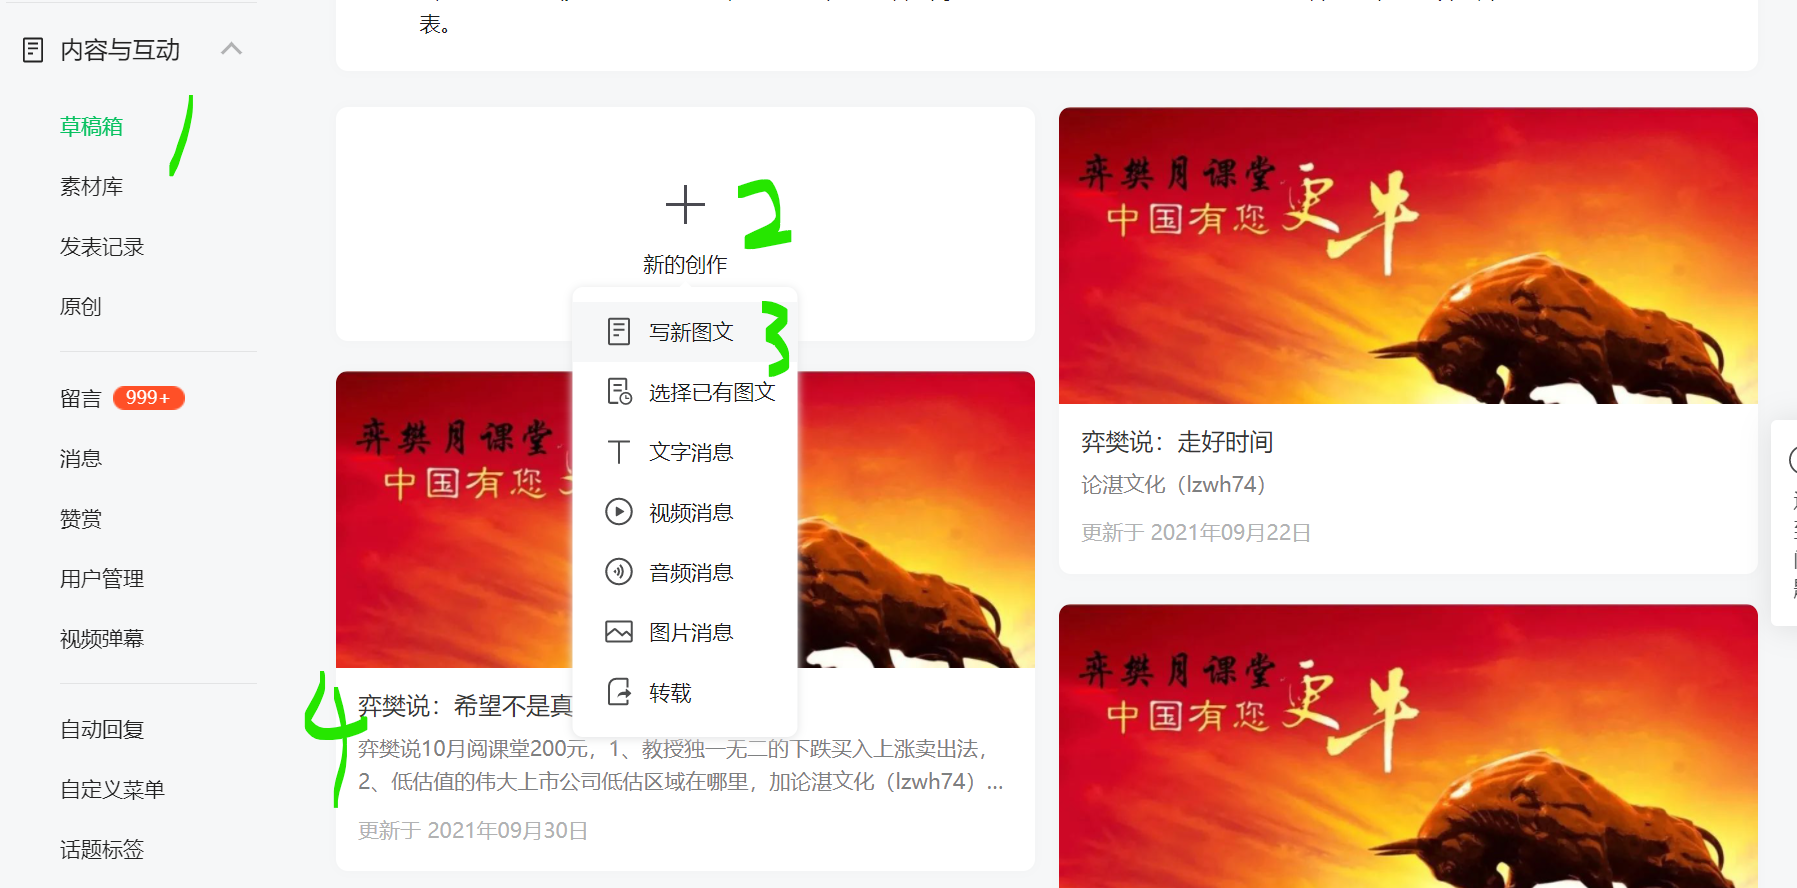 表。
内容与互动
草稿箱
素材库
发表记录
原创
留言 999+
消息
赞赏
用户管理
视频弹幕
自动回复
自定义菜单
话题标签
1
2
新的创作
写新图文
3
选择已有图文
文字消息
视频消息
音频消息
图片消息
转载
弈樊月课堂
中国有您
4
弈樊说：希望不是真
弈樊说10月阅课堂200元，1、教授独一无二的下跌买入上涨卖出法，
2、低估值的伟大上市公司低估区域在哪里，加论湛文化（lzwh74）...
更新于 2021年09月30日
弈樊月课堂
中国有您更牛
弈樊说：走好时间
论湛文化（lzwh74）
更新于 2021年09月22日
弈樊月课堂
中国有您更牛